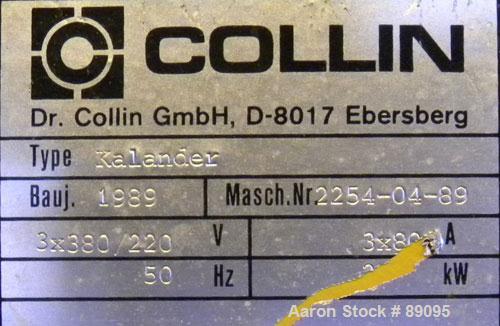 COLLIN
Dr. Collin GmbH, D-8017 Ebersberg
Type Kalander
Bauj. 1989 Masch.Nr. 2254-04-89
3x380/220 V A
50 Hz kW
Aaron Stock # 89095